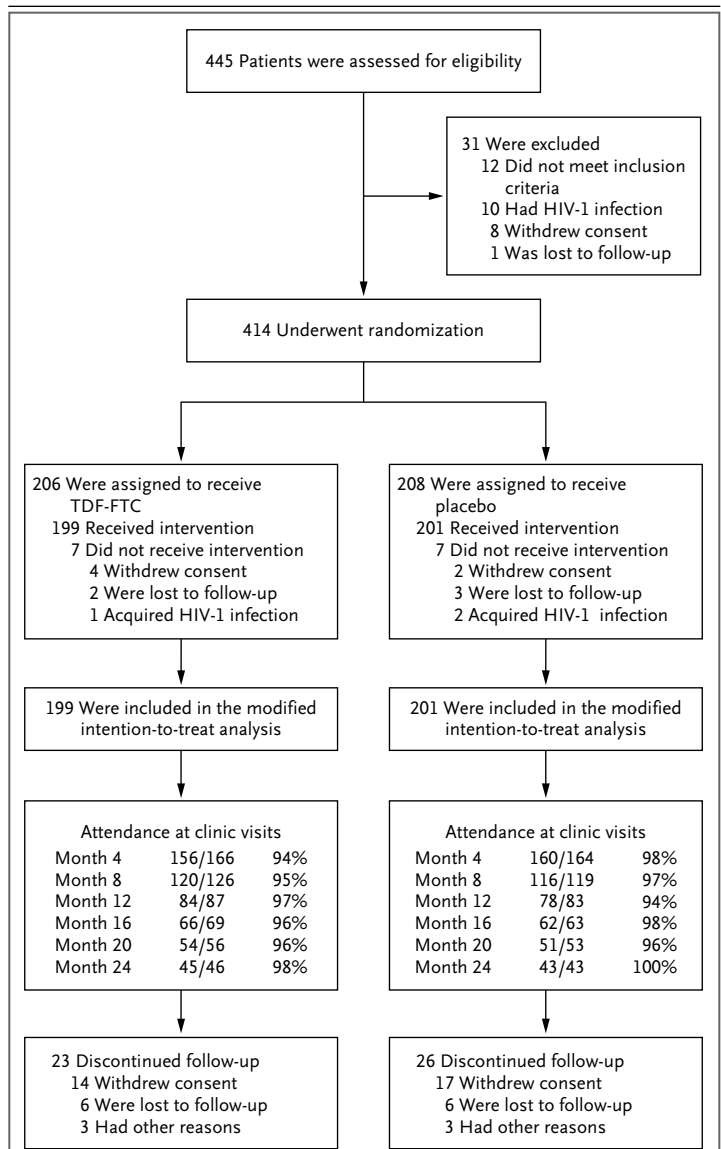 445 Patients were assessed for eligibility
31 Were excluded
12 Did not meet inclusion
criteria
10 Had HIV-1 infection
8 Withdrew consent
1 Was lost to follow-up
414 Underwent randomization
206 Were assigned to receive
TDF-FTC
199 Received intervention
7 Did not receive intervention
4 Withdrew consent
2 Were lost to follow-up
1 Acquired HIV-1 infection
208 Were assigned to receive
placebo
201 Received intervention
7 Did not receive intervention
2 Withdrew consent
3 Were lost to follow-up
2 Acquired HIV-1 infection
199 Were included in the modified
intention-to-treat analysis
201 Were included in the modified
intention-to-treat analysis
Attendance at clinic visits
Month 4 156/166 94%
Month 8 120/126 95%
Month 12 84/87 97%
Month 16 66/69 96%
Month 20 54/56 96%
Month 24 45/46 98%
Attendance at clinic visits
Month 4 160/164 98%
Month 8 116/119 97%
Month 12 78/83 94%
Month 16 62/63 98%
Month 20 51/53 96%
Month 24 43/43 100%
23 Discontinued follow-up
14 Withdrew consent
6 Were lost to follow-up
3 Had other reasons
26 Discontinued follow-up
17 Withdrew consent
6 Were lost to follow-up
3 Had other reasons